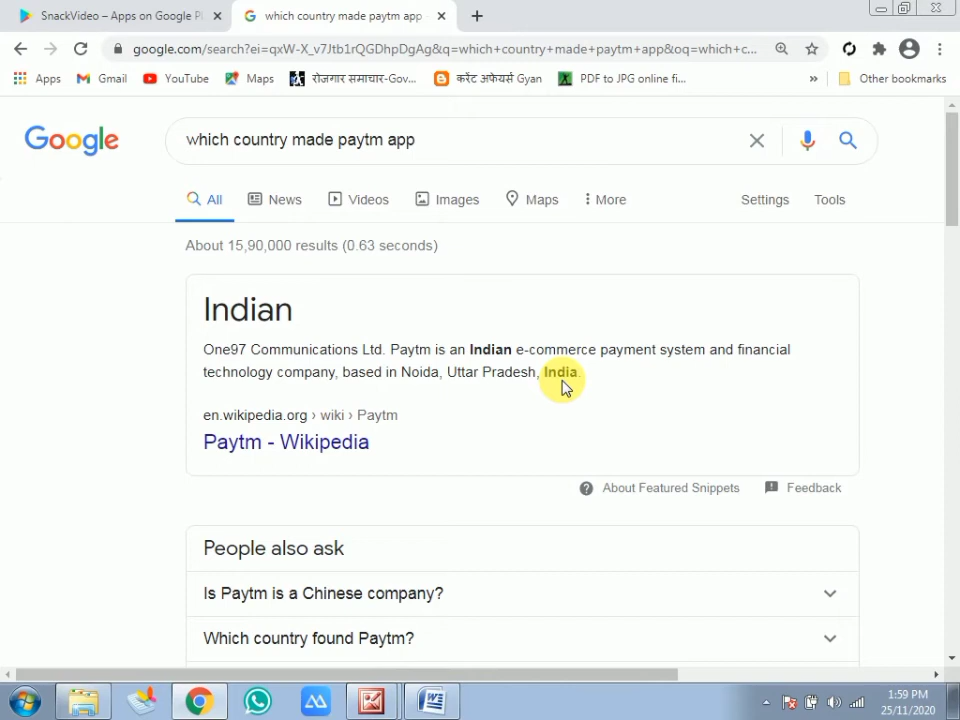 SnackVideo – Apps on Google Pl
which country made paytm app
google.com/search?ei=qxW-X_v7Jtb1rQGDhpDgAg&q=which+country+made+paytm+app&oq=which+c...
Apps
Gmail
YouTube
Maps
रोजगार समाचार-Gov...
करेंट अफेयर्स Gyan
PDF to JPG online fi...
»
Other bookmarks
Google
which country made paytm app
All
News
Videos
Images
Maps
More
Settings
Tools
About 15,90,000 results (0.63 seconds)
Indian
One97 Communications Ltd. Paytm is an Indian e-commerce payment system and financial
technology company, based in Noida, Uttar Pradesh, India.
en.wikipedia.org › wiki › Paytm
Paytm - Wikipedia
About Featured Snippets
Feedback
People also ask
Is Paytm is a Chinese company?
Which country found Paytm?
1:59 PM
25/11/2020